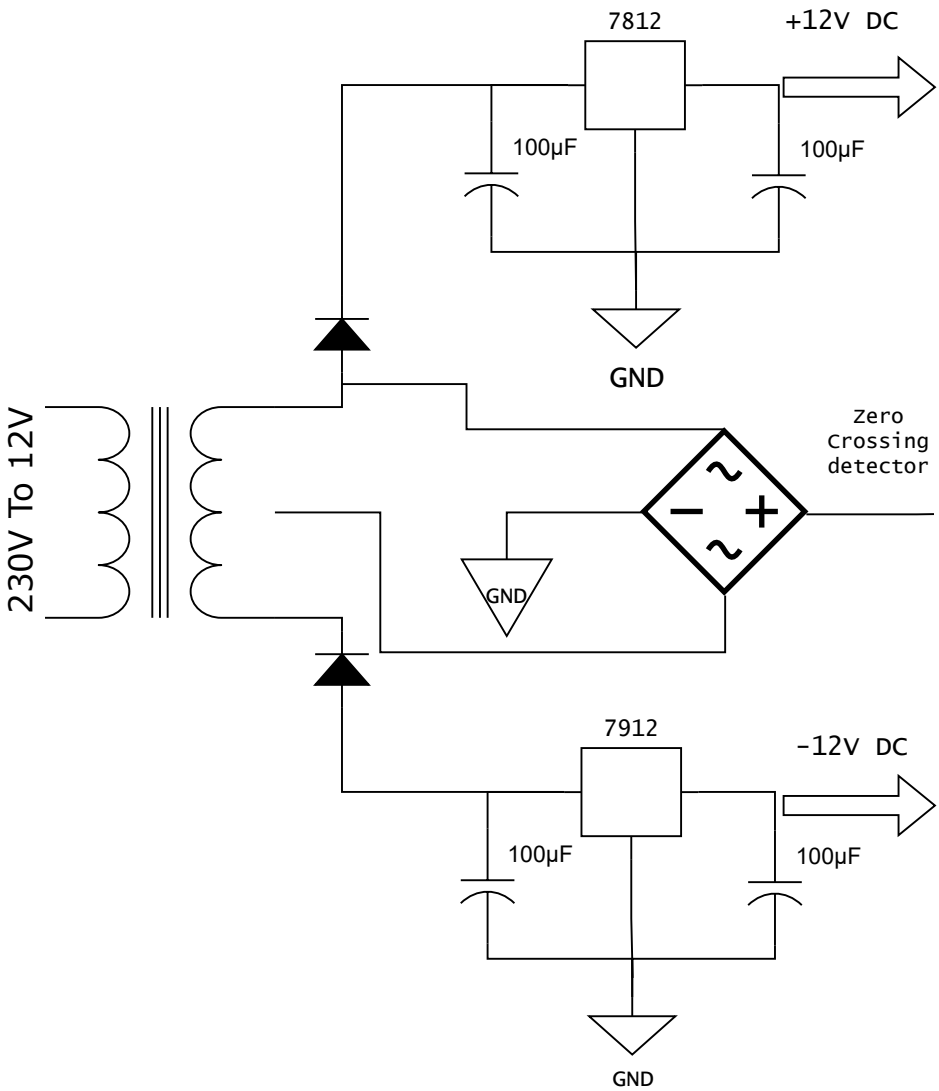 7812
+12V DC
100µF
100µF
GND
230V To 12V
Zero
Crossing
detector
GND
7912
-12V DC
100µF
100µF
GND